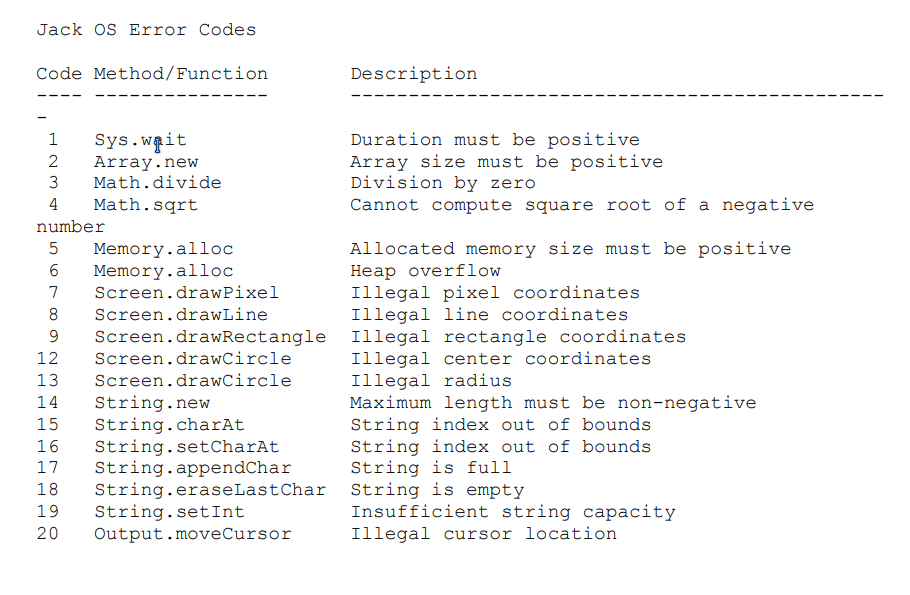 Jack OS Error Codes
Code Method/Function       Description
---- ---------------       ----------------------------------------------
-
 1   Sys.wait              Duration must be positive
 2   Array.new             Array size must be positive
 3   Math.divide           Division by zero
 4   Math.sqrt             Cannot compute square root of a negative
number
 5   Memory.alloc          Allocated memory size must be positive
 6   Memory.alloc          Heap overflow
 7   Screen.drawPixel      Illegal pixel coordinates
 8   Screen.drawLine       Illegal line coordinates
 9   Screen.drawRectangle  Illegal rectangle coordinates
12   Screen.drawCircle     Illegal center coordinates
13   Screen.drawCircle     Illegal radius
14   String.new            Maximum length must be non-negative
15   String.charAt         String index out of bounds
16   String.setCharAt      String index out of bounds
17   String.appendChar     String is full
18   String.eraseLastChar  String is empty
19   String.setInt         Insufficient string capacity
20   Output.moveCursor     Illegal cursor location